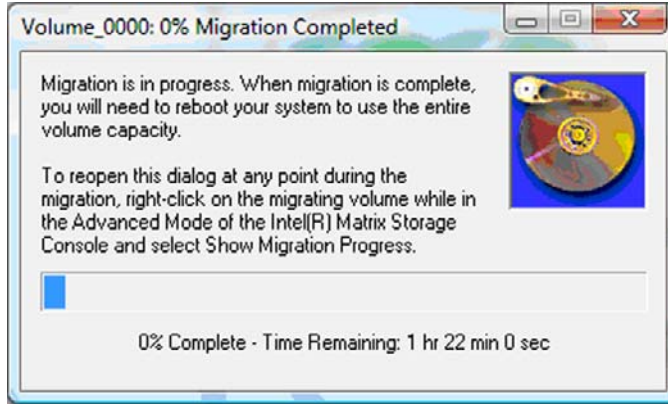 Volume_0000: 0% Migration Completed
Migration is in progress. When migration is complete,
you will need to reboot your system to use the entire
volume capacity.
To reopen this dialog at any point during the
migration, right-click on the migrating volume while in
the Advanced Mode of the Intel(R) Matrix Storage
Console and select Show Migration Progress.
0% Complete - Time Remaining: 1 hr 22 min 0 sec